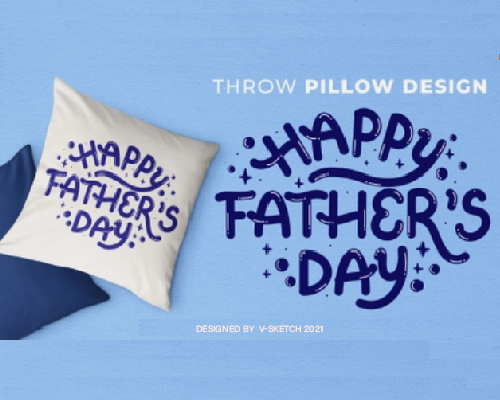 THROW PILLOW DESIGN
HAPPY
FATHER'S
DAY
HAPPY
FATHER'S
DAY
DESIGNED BY V-SKETCH 2021